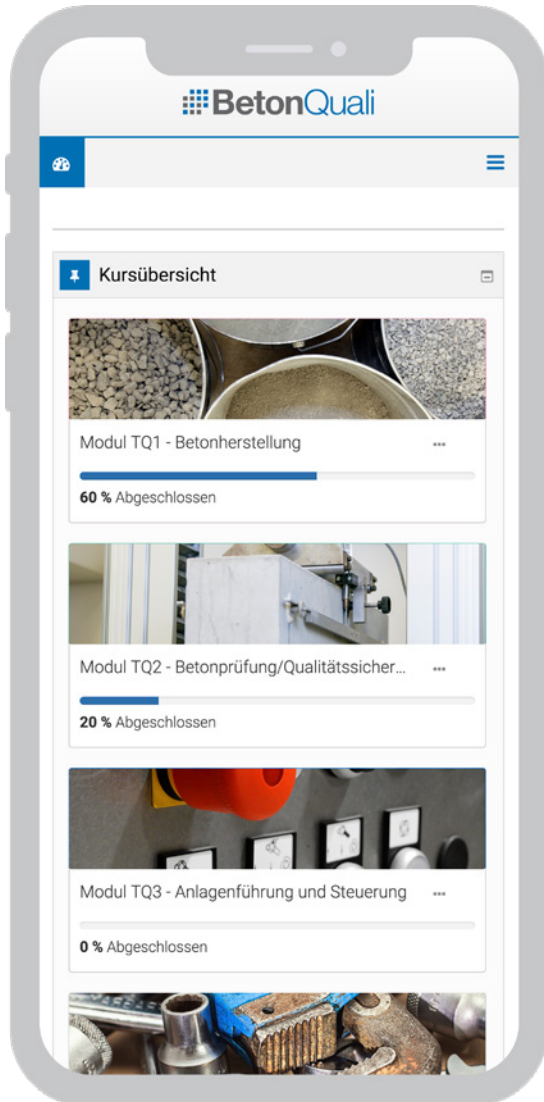 BetonQuali
Kursübersicht
Modul TQ1 - Betonherstellung
60 % Abgeschlossen
Modul TQ2 - Betonprüfung/Qualitätssicher...
20 % Abgeschlossen
Modul TQ3 - Anlagenführung und Steuerung
0 % Abgeschlossen